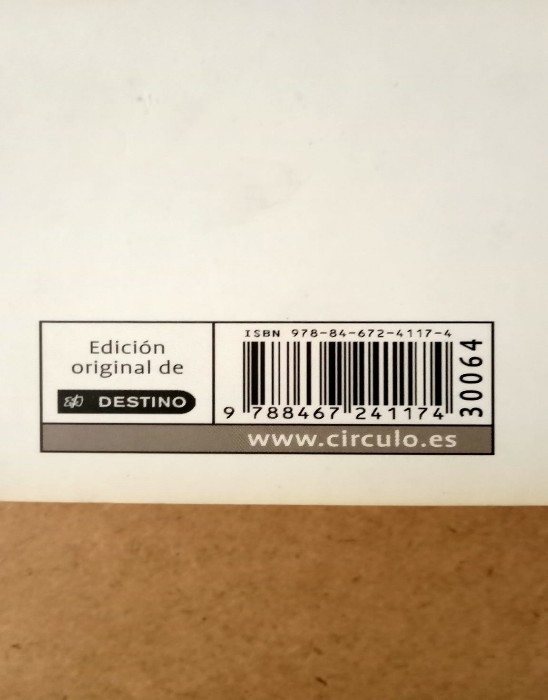 Edición
original de
DESTINO
ISBN 978-84-672-4117-4
9 788467 241174
30064
www.circulo.es